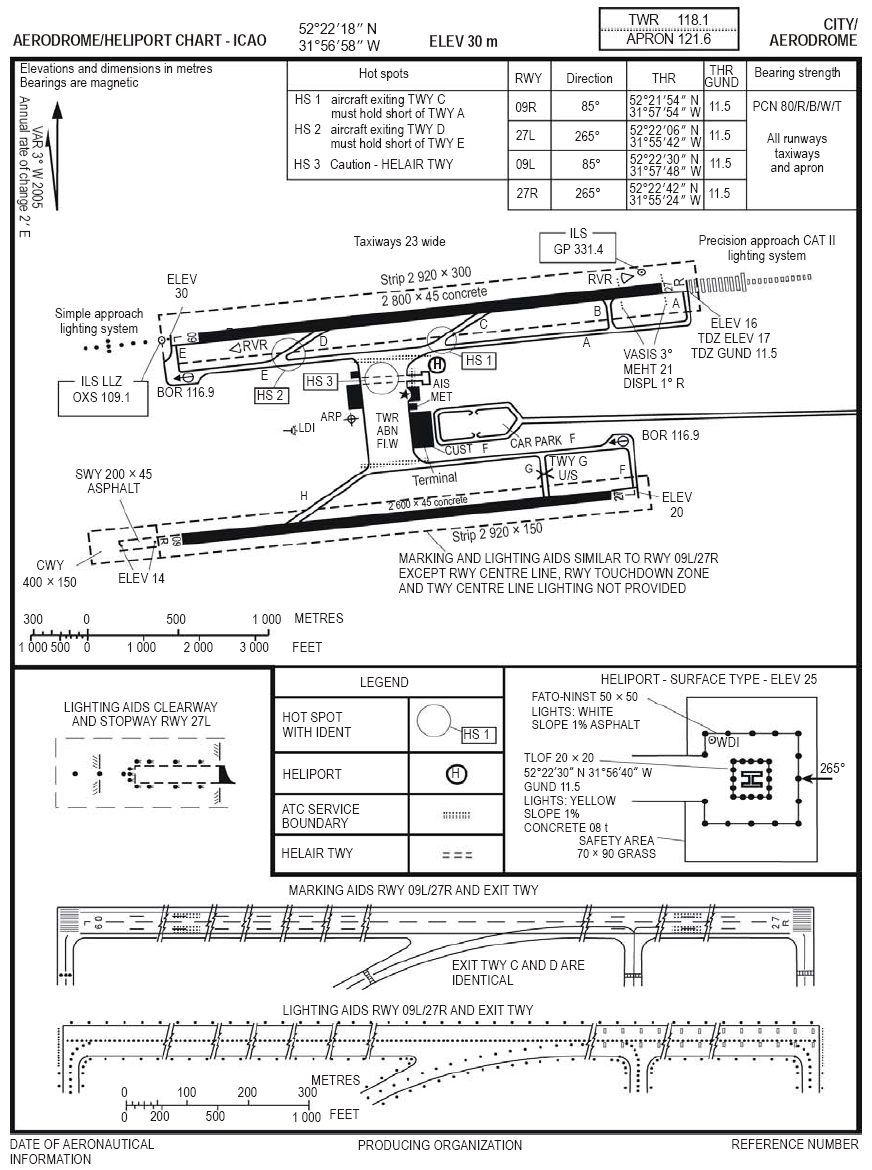 AERODROME/HELIPORT CHART - ICAO
52°22′18″ N
31°56′58″ W
ELEV 30 m
TWR 118.1
APRON 121.6
CITY/
AERODROME
Elevations and dimensions in metres
Bearings are magnetic
VAR 3° W 2005
Annual rate of change 2′ E
Hot spots
HS 1 aircraft exiting TWY C
must hold short of TWY A
HS 2 aircraft exiting TWY D
must hold short of TWY E
HS 3 Caution - HELAIR TWY
RWY Direction THR THR GUND Bearing strength
09R 85° 52°21′54″ N 31°57′54″ W 11.5
27L 265° 52°22′06″ N 31°55′42″ W 11.5
09L 85° 52°22′30″ N 31°57′48″ W 11.5
27R 265° 52°22′42″ N 31°55′24″ W 11.5
PCN 80/R/B/W/T
All runways
taxiways
and apron
Taxiways 23 wide
ILS
GP 331.4
Precision approach CAT II
lighting system
ELEV
30
Strip 2 920 × 300
2 800 × 45 concrete
RVR
27
R
Simple approach
lighting system
09
L
RVR
D
C
B
A
A
E
E
ELEV 16
TDZ ELEV 17
TDZ GUND 11.5
VASIS 3°
MEHT 21
DISPL 1° R
HS 1
HS 2
HS 3
H
AIS
MET
ILS LLZ
OXS 109.1
BOR 116.9
ARP
LDI
TWR
ABN
FLW
CUST
F
CAR PARK
F
BOR 116.9
Terminal
G
TWY G
U/S
F
SWY 200 × 45
ASPHALT
H
2 600 × 45 concrete
27
L
ELEV
20
Strip 2 920 × 150
09
R
CWY
400 × 150
ELEV 14
MARKING AND LIGHTING AIDS SIMILAR TO RWY 09L/27R
EXCEPT RWY CENTRE LINE, RWY TOUCHDOWN ZONE
AND TWY CENTRE LINE LIGHTING NOT PROVIDED
300 0 500 1 000 METRES
1 000 500 0 1 000 2 000 3 000 FEET
LIGHTING AIDS CLEARWAY
AND STOPWAY RWY 27L
LEGEND
HOT SPOT
WITH IDENT
HS 1
HELIPORT
H
ATC SERVICE
BOUNDARY
HELAIR TWY
HELIPORT - SURFACE TYPE - ELEV 25
FATO-NINST 50 × 50
LIGHTS: WHITE
SLOPE 1% ASPHALT
WDI
TLOF 20 × 20
52°22′30″ N 31°56′40″ W
GUND 11.5
LIGHTS: YELLOW
SLOPE 1%
CONCRETE 08 t
SAFETY AREA
70 × 90 GRASS
H
265°
MARKING AIDS RWY 09L/27R AND EXIT TWY
09
L
27
R
EXIT TWY C AND D ARE
IDENTICAL
LIGHTING AIDS RWY 09L/27R AND EXIT TWY
METRES
0 100 200 300
0 200 500 1 000 FEET
DATE OF AERONAUTICAL
INFORMATION
PRODUCING ORGANIZATION
REFERENCE NUMBER